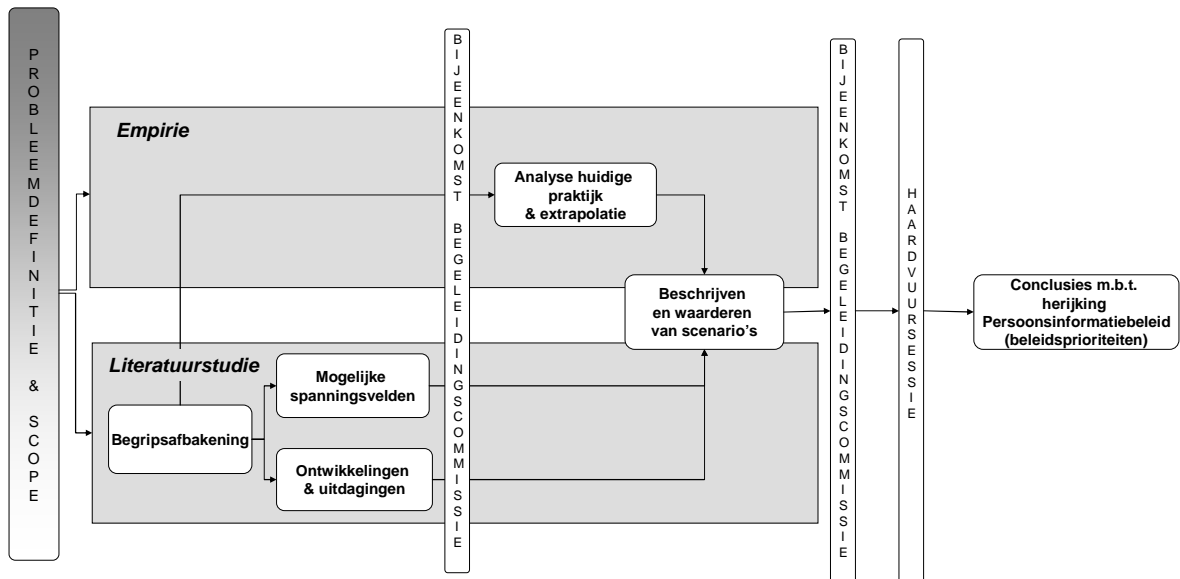 PROBLEEMDEFINITIE & SCOPE
Empirie
BIJEENKOMST BEGELEIDINGSCOMMISSIE
Analyse huidige
praktijk
& extrapolatie
Beschrijven
en waarderen
van scenario's
Literatuurstudie
Begripsafbakening
Mogelijke
spanningsvelden
Ontwikkelingen
& uitdagingen
BIJEENKOMST BEGELEIDINGSCOMMISSIE
HAARDVUURSESSIE
Conclusies m.b.t.
herijking
Persoonsinformatiebeleid
(beleidsprioriteiten)